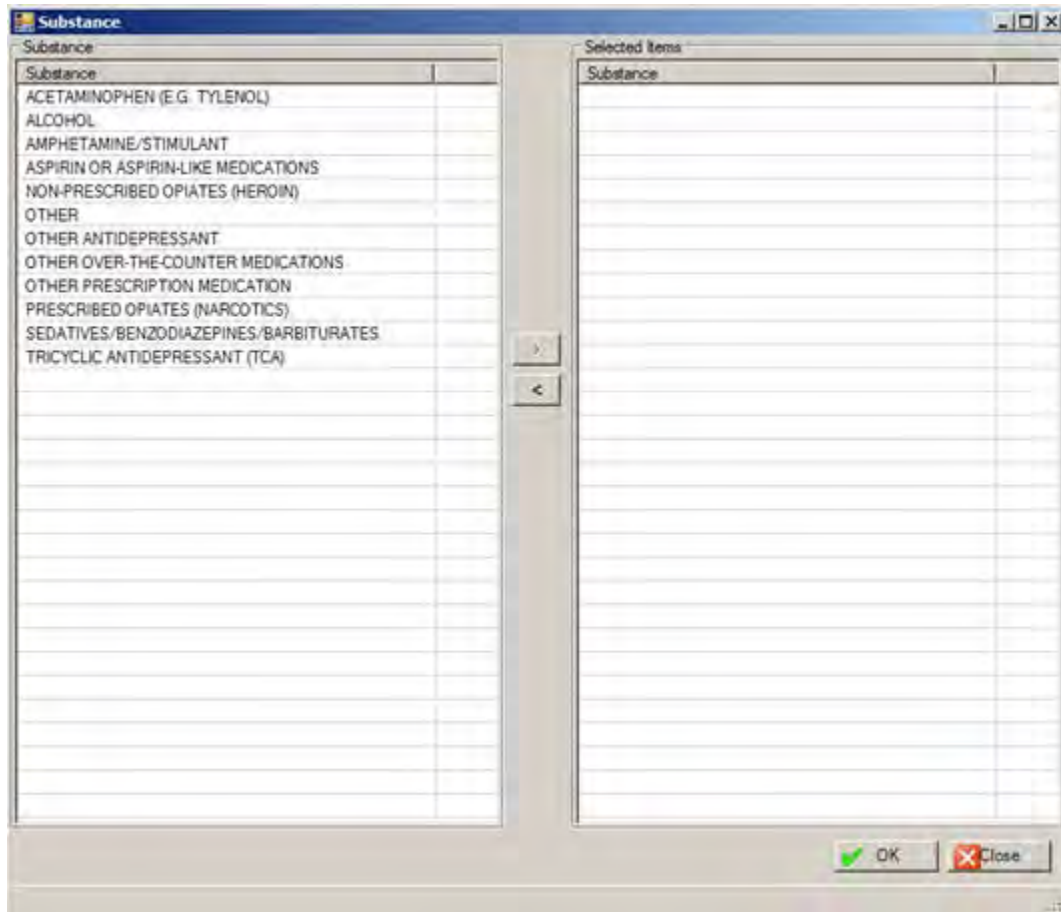 Substance
Substance
Selected Items
Substance
Substance
ACETAMINOPHEN (E.G. TYLENOL)
ALCOHOL
AMPHETAMINE/STIMULANT
ASPIRIN OR ASPIRIN-LIKE MEDICATIONS
NON-PRESCRIBED OPIATES (HEROIN)
OTHER
OTHER ANTIDEPRESSANT
OTHER OVER-THE-COUNTER MEDICATIONS
OTHER PRESCRIPTION MEDICATION
PRESCRIBED OPIATES (NARCOTICS)
SEDATIVES/BENZODIAZEPINES/BARBITURATES
TRICYCLIC ANTIDEPRESSANT (TCA)
>
<
OK
Close